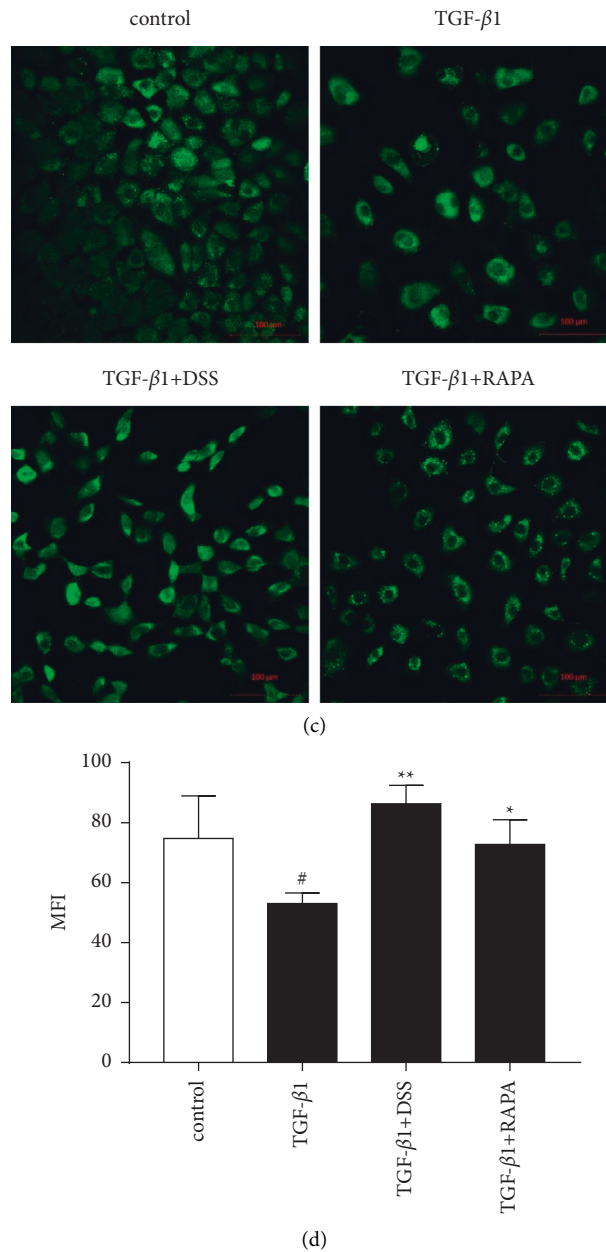 control
TGF-β1
100 µm
100 µm
TGF-β1+DSS
TGF-β1+RAPA
100 µm
100 µm
(c)
100
80
60
40
20
0
MFI
#
**
*
control
TGF-β1
TGF-β1+DSS
TGF-β1+RAPA
(d)